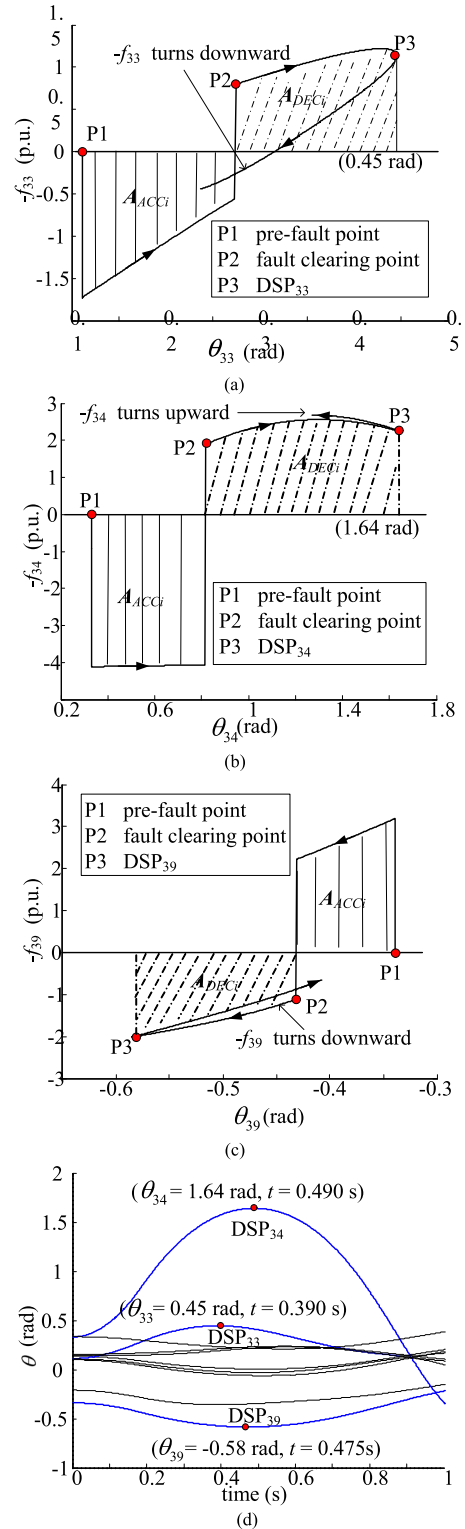 1.
-f33 turns downward
1
P3
P2
0.
5
ADECi
P1
0
(0.45 rad)
-f33 (p.u.)
-0.5
AACCi
-1
P1 pre-fault point
P2 fault clearing point
P3 DSP33
-1.5
0. 0. 0. 0. 0.
1 2 3 4 5
θ33 (rad)
(a)
3
-f34 turns upward
P3
2
P2
ADECi
1
P1
0
(1.64 rad)
-f34 (p.u.)
-1
AACCi
-2
P1 pre-fault point
P2 fault clearing point
P3 DSP34
-3
-4
0.2 0.6 1 1.4 1.8
θ34(rad)
(b)
4
P1 pre-fault point
P2 fault clearing point
P3 DSP39
3
2
AACCi
1
-f39 (p.u.)
0
P1
ADECi
-1
P2
P3
-2
-f39 turns downward
-3
-0.6 -0.5 -0.4 -0.3
θ39(rad)
(c)
2
(θ34 = 1.64 rad, t = 0.490 s)
1.5
DSP34
1
(θ33 = 0.45 rad, t = 0.390 s)
0.5
DSP33
θ (rad)
0
DSP39
-0.5
(θ39= -0.58 rad, t = 0.475s)
-1
0 0.2 0.4 0.6 0.8 1
time (s)
(d)